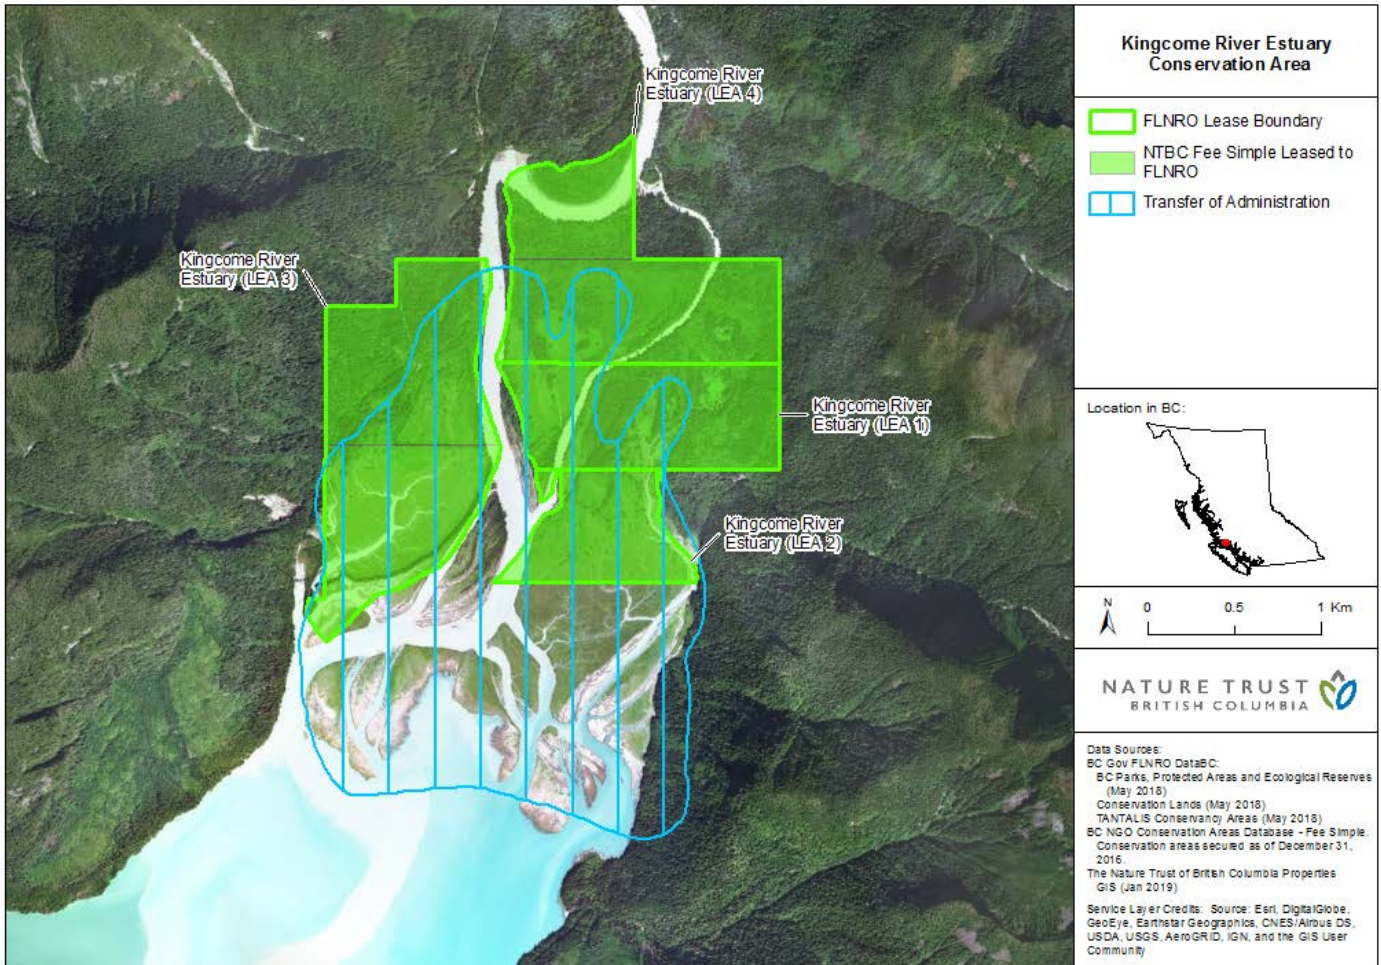 Kingcome River Estuary
Conservation Area
FLNRO Lease Boundary
NTBC Fee Simple Leased to
FLNRO
Transfer of Administration
Kingcome River
Estuary (LEA 4)
Kingcome River
Estuary (LEA 3)
Kingcome River
Estuary (LEA 1)
Kingcome River
Estuary (LEA 2)
Location in BC:
N
0 0.5 1 Km
NATURE TRUST
BRITISH COLUMBIA
Data Sources:
BC Gov FLNRO DataBC:
BC Parks, Protected Areas and Ecological Reserves
(May 2018)
Conservation Lands (May 2018)
TANTALIS Conservancy Areas (May 2018)
BC NGO Conservation Areas Database - Fee Simple.
Conservation areas secured as of December 31,
2016.
The Nature Trust of British Columbia Properties
GIS (Jan 2019)
Service Layer Credits: Source: Esri, DigitalGlobe,
GeoEye, Earthstar Geographics, CNES/Airbus DS,
USDA, USGS, AeroGRID, IGN, and the GIS User
Community